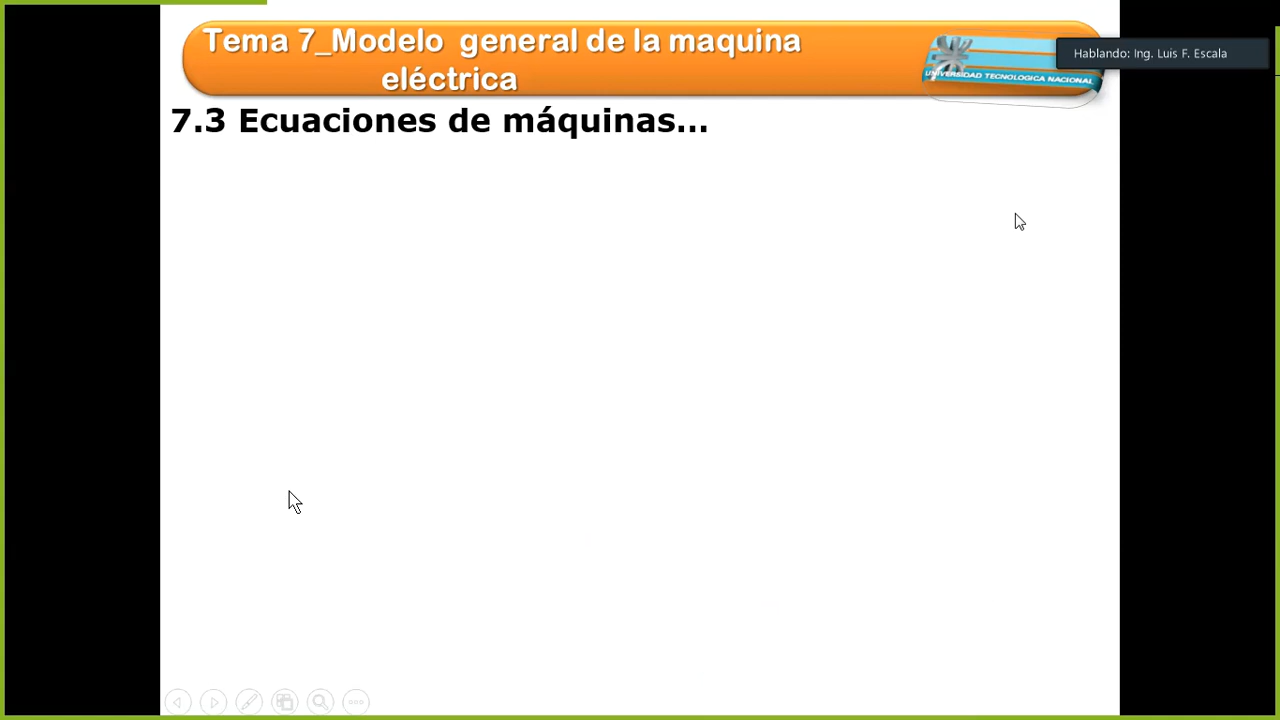 Tema 7_Modelo general de la maquina
eléctrica
UNIVERSIDAD TECNOLOGICA NACIONAL
Hablando: Ing. Luis F. Escala
7.3 Ecuaciones de máquinas...